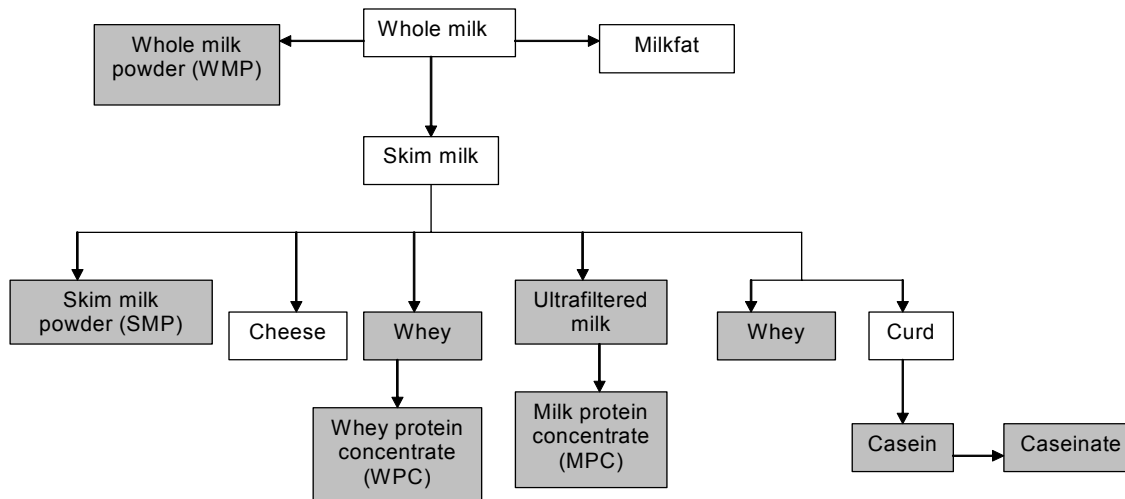 Whole milk
powder (WMP)
Whole milk
Milkfat
Skim milk
Skim milk
powder (SMP)
Cheese
Whey
Ultrafiltered
milk
Whey
Curd
Whey protein
concentrate
(WPC)
Milk protein
concentrate
(MPC)
Casein
Caseinate